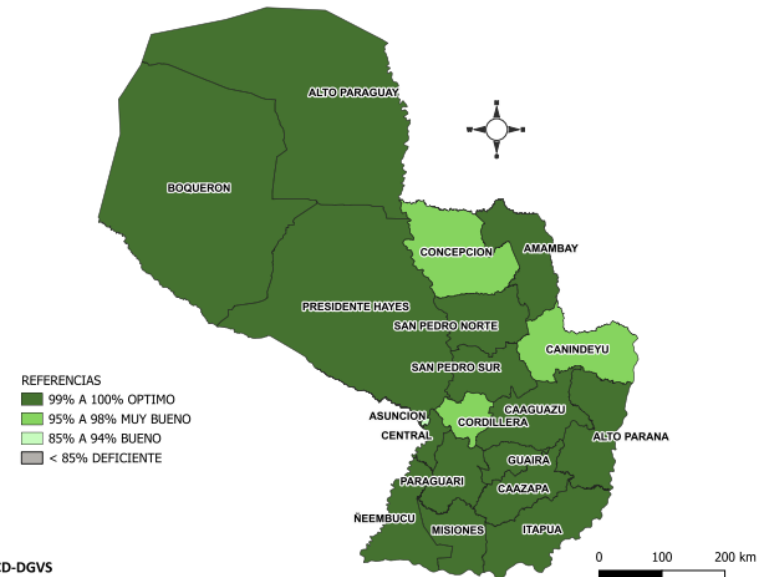 ALTO PARAGUAY
BOQUERON
CONCEPCION
AMAMBAY
PRESIDENTE HAYES
SAN PEDRO NORTE
CANINDEYU
SAN PEDRO SUR
REFERENCIAS
99% A 100% OPTIMO
95% A 98% MUY BUENO
85% A 94% BUENO
< 85% DEFICIENTE
ASUNCION
CAAGUAZU
CORDILLERA
CENTRAL
ALTO PARANA
GUAIRA
PARAGUARI
CAAZAPA
ÑEEMBUCU
MISIONES
ITAPUA
0 100 200 km
CD-DGVS